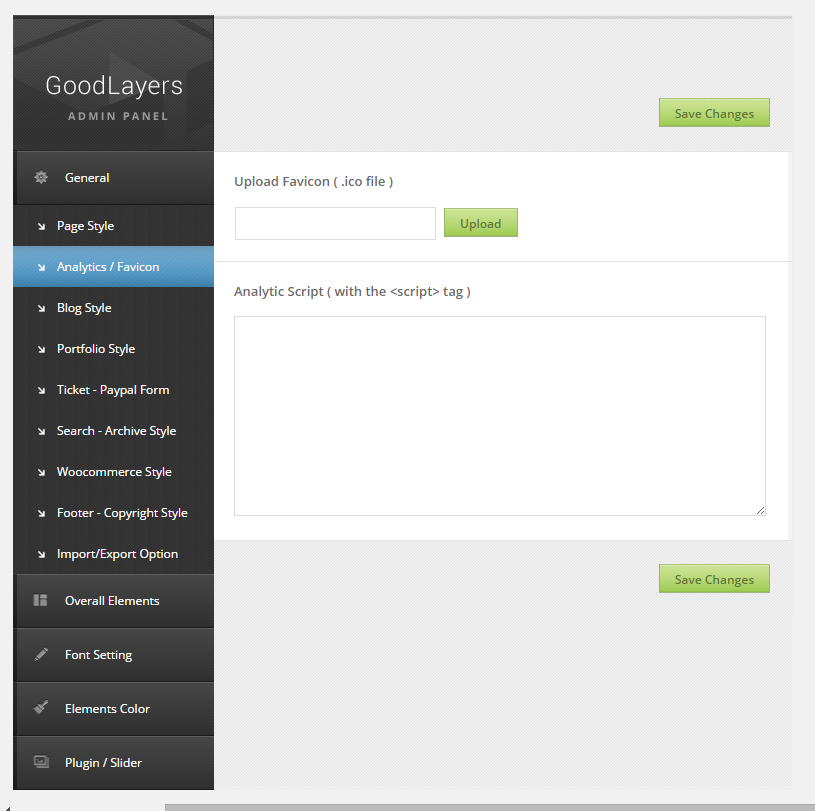 GoodLayers
ADMIN PANEL
Save Changes
General
Page Style
Analytics / Favicon
Blog Style
Portfolio Style
Ticket - Paypal Form
Search - Archive Style
Woocommerce Style
Footer - Copyright Style
Import/Export Option
Overall Elements
Font Setting
Elements Color
Plugin / Slider
Upload Favicon ( .ico file )
Upload
Analytic Script ( with the <script> tag )
Save Changes